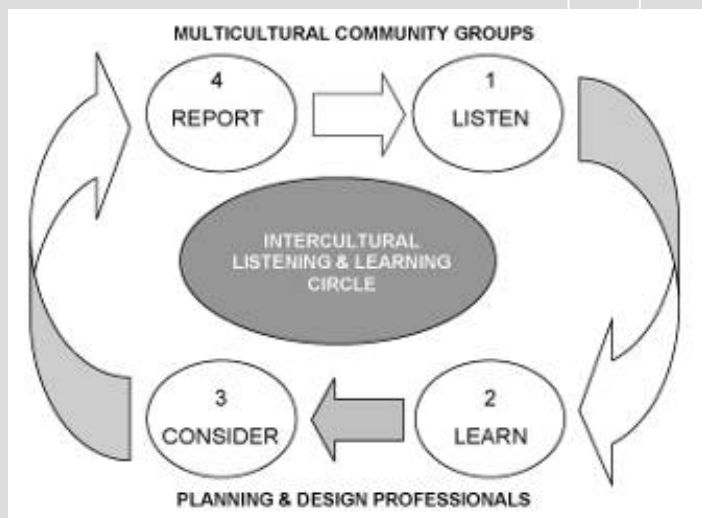 MULTICULTURAL COMMUNITY GROUPS
4
REPORT
1
LISTEN
INTERCULTURAL
LISTENING & LEARNING
CIRCLE
3
CONSIDER
2
LEARN
PLANNING & DESIGN PROFESSIONALS